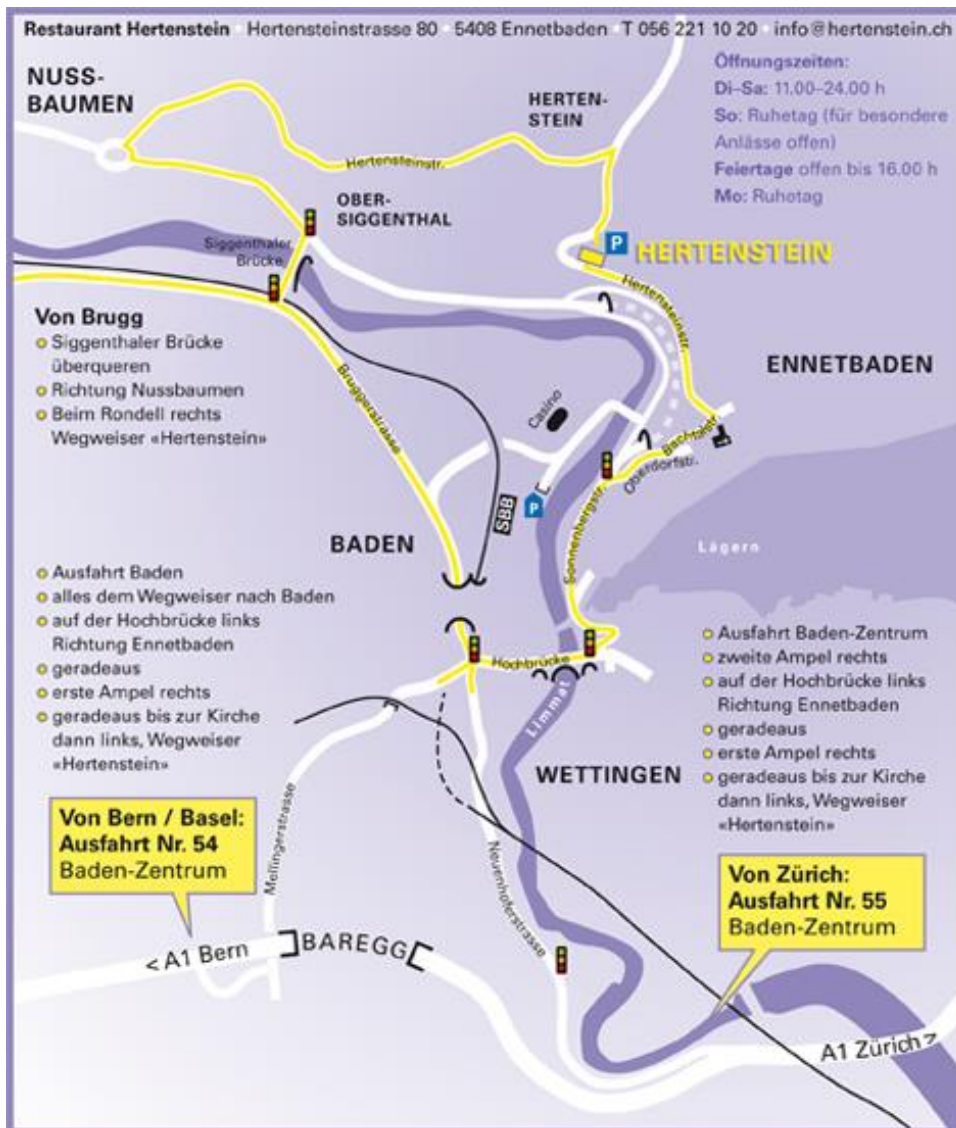 Restaurant Hertenstein · Hertensteinstrasse 80 · 5408 Ennetbaden · T 056 221 10 20 · info@hertenstein.ch
Öffnungszeiten:
Di–Sa: 11.00–24.00 h
So: Ruhetag (für besondere
Anlässe offen)
Feiertage offen bis 16.00 h
Mo: Ruhetag
NUSS-
BAUMEN
HERTEN-
STEIN
Hertensteinstr.
OBER-
SIGGENTHAL
Siggenthaler
Brücke
P
HERTENSTEIN
Hertensteinstr.
Von Brugg
Siggenthaler Brücke
überqueren
Richtung Nussbaumen
Beim Rondell rechts
Wegweiser «Hertenstein»
Bruggerstrasse
ENNETBADEN
Casino
Bachtalstr.
Oberdorfstr.
SBB
P
Sonnenbergstr.
BADEN
Lägern
Ausfahrt Baden
alles dem Wegweiser nach Baden
auf der Hochbrücke links
Richtung Ennetbaden
geradeaus
erste Ampel rechts
geradeaus bis zur Kirche
dann links, Wegweiser
«Hertenstein»
Hochbrücke
Limmat
Ausfahrt Baden-Zentrum
zweite Ampel rechts
auf der Hochbrücke links
Richtung Ennetbaden
geradeaus
erste Ampel rechts
geradeaus bis zur Kirche
dann links, Wegweiser
«Hertenstein»
WETTINGEN
Von Bern / Basel:
Ausfahrt Nr. 54
Baden-Zentrum
Mellingerstrasse
Neuenhoferstrasse
Von Zürich:
Ausfahrt Nr. 55
Baden-Zentrum
< A1 Bern
BAREGG
A1 Zürich >